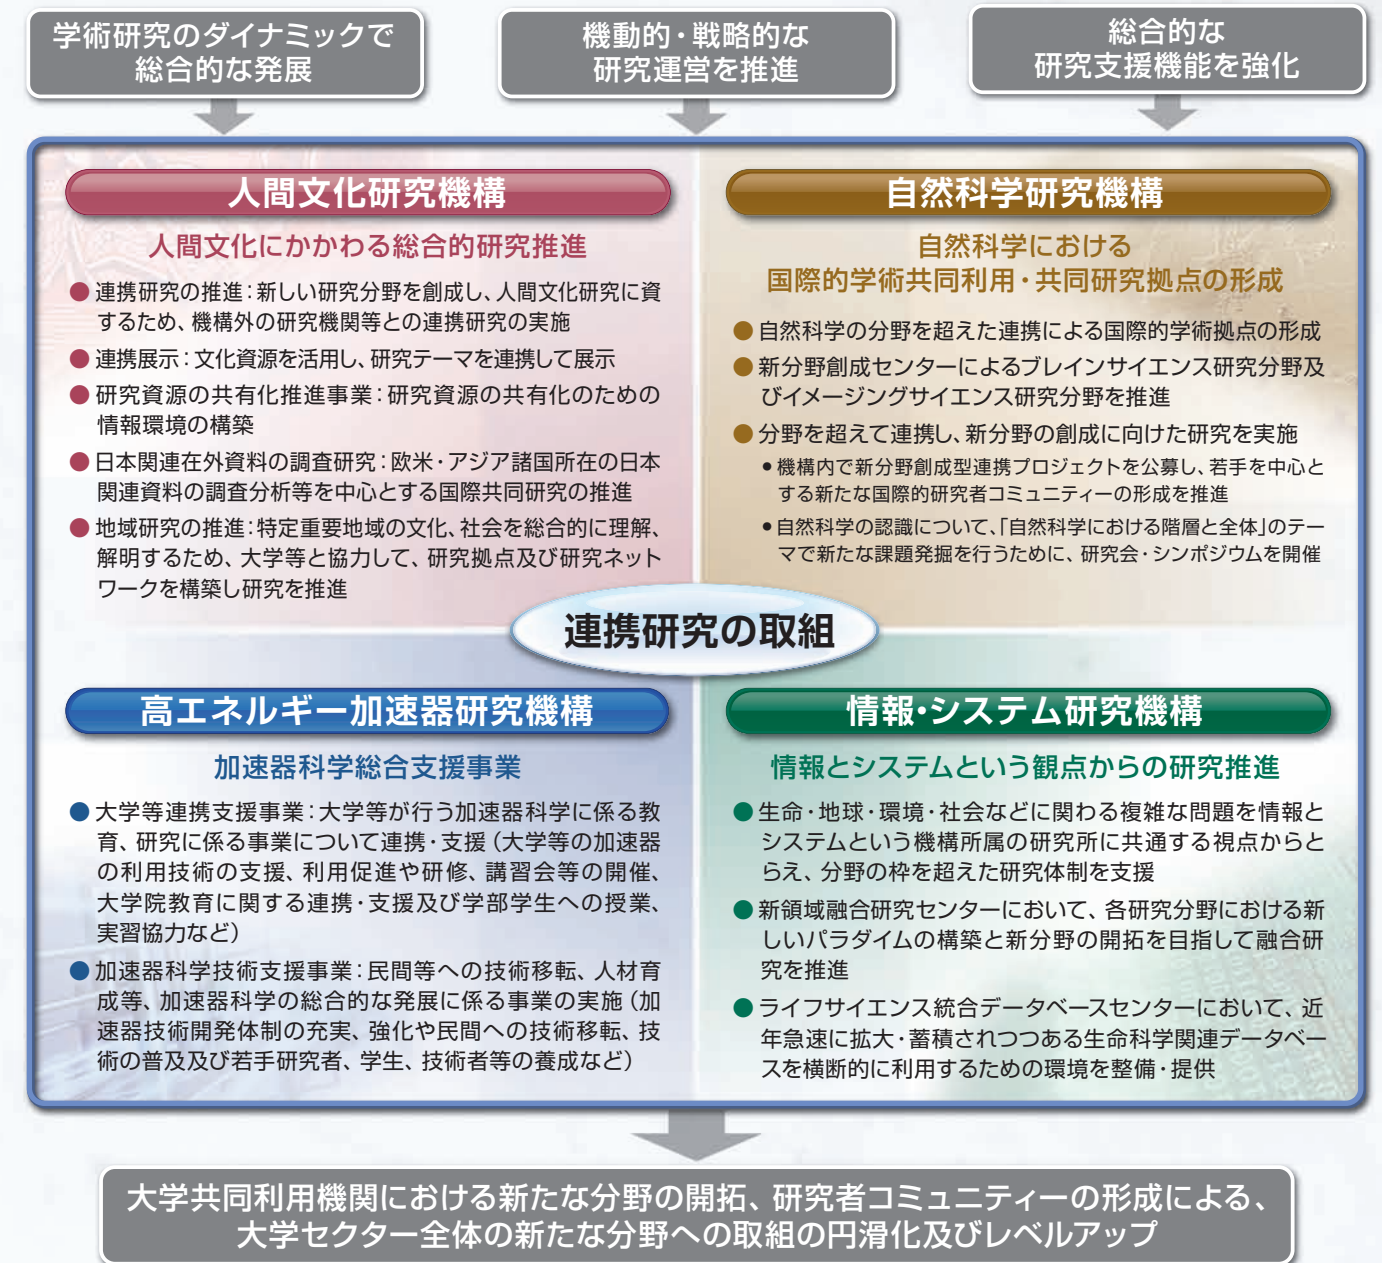 学術研究のダイナミックで
総合的な発展
機動的・戦略的な
研究運営を推進
総合的な
研究支援機能を強化
人間文化研究機構
人間文化にかかわる総合的研究推進
● 連携研究の推進：新しい研究分野を創成し、人間文化研究に資
するため、機構外の研究機関等との連携研究の実施
● 連携展示：文化資源を活用し、研究テーマを連携して展示
● 研究資源の共有化推進事業：研究資源の共有化のための
情報環境の構築
● 日本関連在外資料の調査研究：欧米・アジア諸国所在の日本
関連資料の調査分析等を中心とする国際共同研究の推進
● 地域研究の推進：特定重要地域の文化、社会を総合的に理解、
解明するため、大学等と協力して、研究拠点及び研究ネット
ワークを構築し研究を推進
自然科学研究機構
自然科学における
国際的学術共同利用・共同研究拠点の形成
● 自然科学の分野を超えた連携による国際的学術拠点の形成
● 新分野創成センターによるブレインサイエンス研究分野及
びイメージングサイエンス研究分野を推進
● 分野を超えて連携し、新分野の創成に向けた研究を実施
• 機構内で新分野創成型連携プロジェクトを公募し、若手を中心と
する新たな国際的研究者コミュニティーの形成を推進
• 自然科学の認識について、「自然科学における階層と全体」のテー
マで新たな課題発掘を行うために、研究会・シンポジウムを開催
連携研究の取組
高エネルギー加速器研究機構
加速器科学総合支援事業
● 大学等連携支援事業：大学等が行う加速器科学に係る教
育、研究に係る事業について連携・支援（大学等の加速器
の利用技術の支援、利用促進や研修、講習会等の開催、
大学院教育に関する連携・支援及び学部学生への授業、
実習協力など）
● 加速器科学技術支援事業：民間等への技術移転、人材育
成等、加速器科学の総合的な発展に係る事業の実施（加
速器技術開発体制の充実、強化や民間への技術移転、技
術の普及及び若手研究者、学生、技術者等の養成など）
情報・システム研究機構
情報とシステムという観点からの研究推進
● 生命・地球・環境・社会などに関わる複雑な問題を情報と
システムという機構所属の研究所に共通する視点からと
らえ、分野の枠を超えた研究体制を支援
● 新領域融合研究センターにおいて、各研究分野における新
しいパラダイムの構築と新分野の開拓を目指して融合研
究を推進
● ライフサイエンス統合データベースセンターにおいて、近
年急速に拡大・蓄積されつつある生命科学関連データベー
スを横断的に利用するための環境を整備・提供
大学共同利用機関における新たな分野の開拓、研究者コミュニティーの形成による、
大学セクター全体の新たな分野への取組の円滑化及びレベルアップ